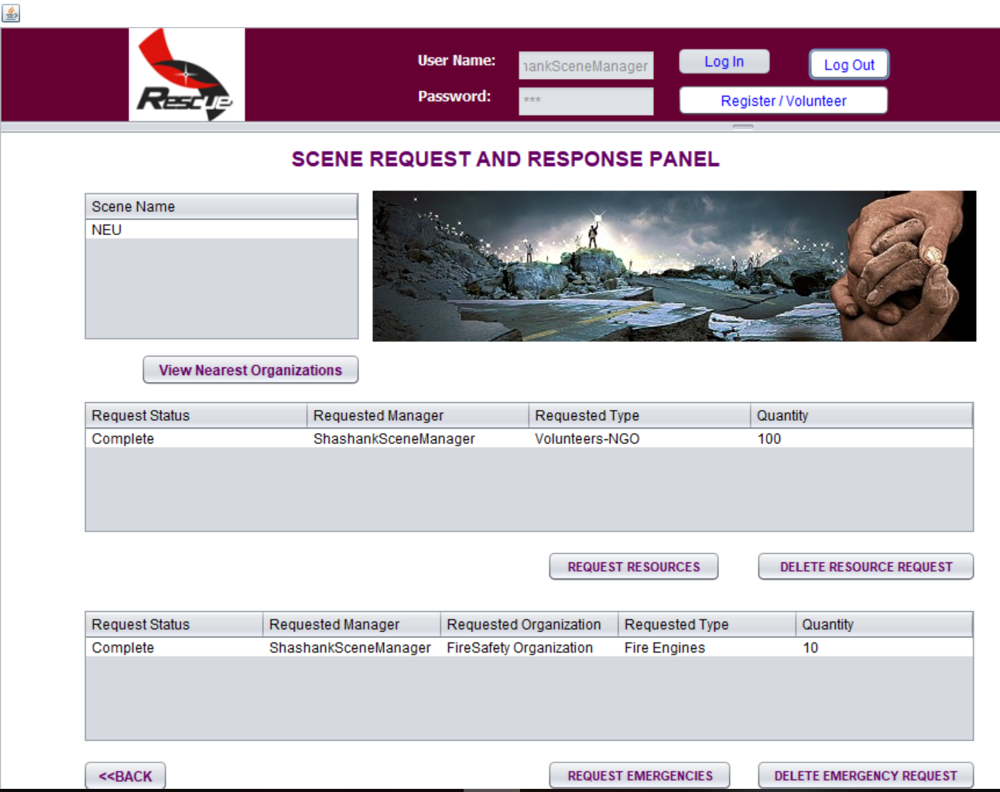 Rescue
User Name:
hankSceneManager
Log In
Log Out
Password:
***
Register / Volunteer
SCENE REQUEST AND RESPONSE PANEL
Scene Name
NEU
View Nearest Organizations
Request Status Requested Manager Requested Type Quantity
Complete ShashankSceneManager Volunteers-NGO 100
REQUEST RESOURCES DELETE RESOURCE REQUEST
Request Status Requested Manager Requested Organization Requested Type Quantity
Complete ShashankSceneManager FireSafety Organization Fire Engines 10
<<BACK REQUEST EMERGENCIES DELETE EMERGENCY REQUEST